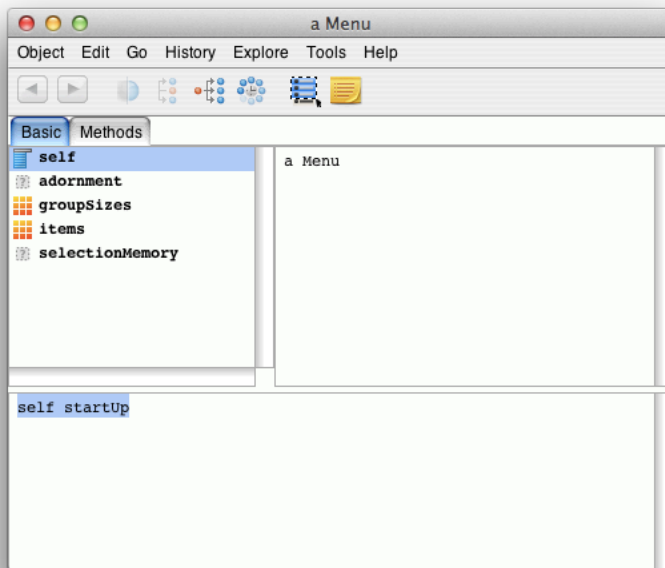 a Menu
Object Edit Go History Explore Tools Help
Basic Methods
self
adornment
groupSizes
items
selectionMemory
a Menu
self startUp